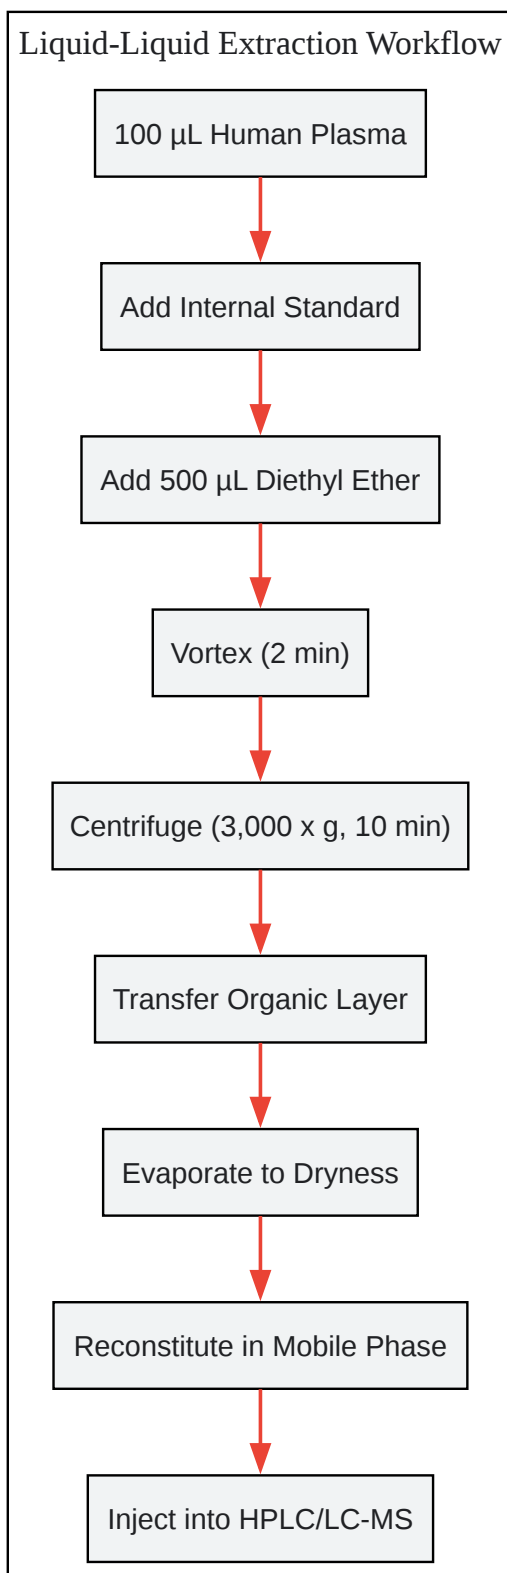 Liquid-Liquid Extraction Workflow
100 µL Human Plasma
Add Internal Standard
Add 500 µL Diethyl Ether
Vortex (2 min)
Centrifuge (3,000 x g, 10 min)
Transfer Organic Layer
Evaporate to Dryness
Reconstitute in Mobile Phase
Inject into HPLC/LC-MS